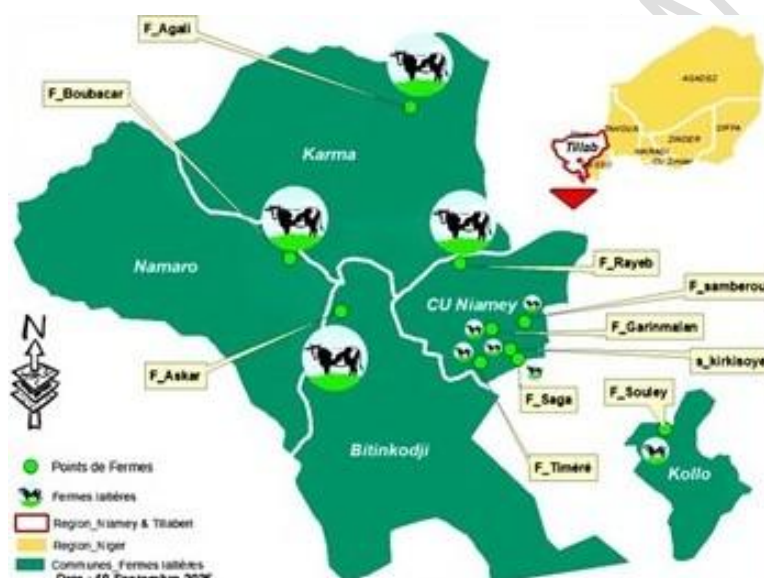 F_Agali
F_Boubacar
Karma
AGADEZ
DIFFA
ZINDER
Tillab
Namaro
F_Rayeb
CU Niamey
F_samberou
F_Garinmalan
s_kirkisoye
N
F_Askar
F_Saga
F_Souley
F_Timéré
Bitinkodji
Kollo
Points de Fermes
Fermes laitières
Region_Niamey & Tillaberi
Region_Niger
Communes_Fermes laitières